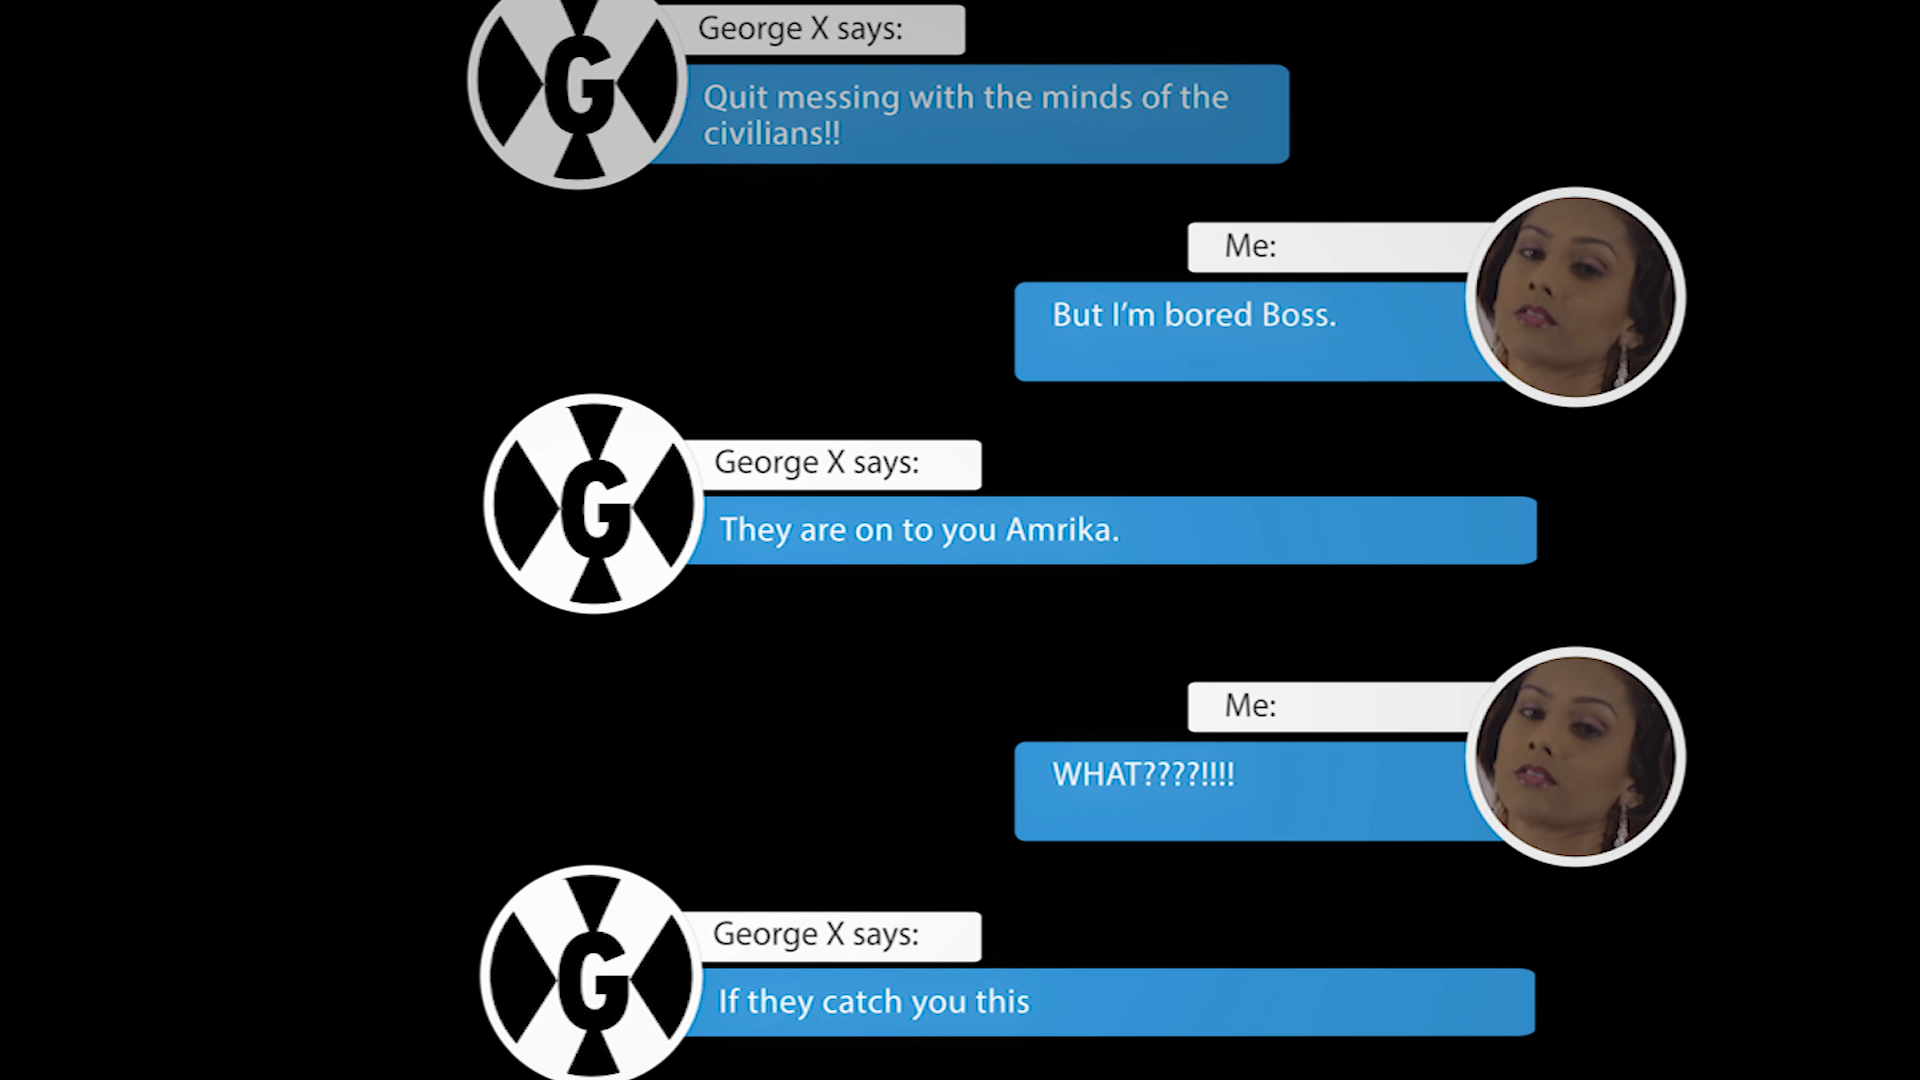 George X says:
Quit messing with the minds of the
civilians!!
Me:
But I'm bored Boss.
G
George X says:
They are on to you Amrika.
Me:
WHAT????!!!!
G
George X says:
If they catch you this
G